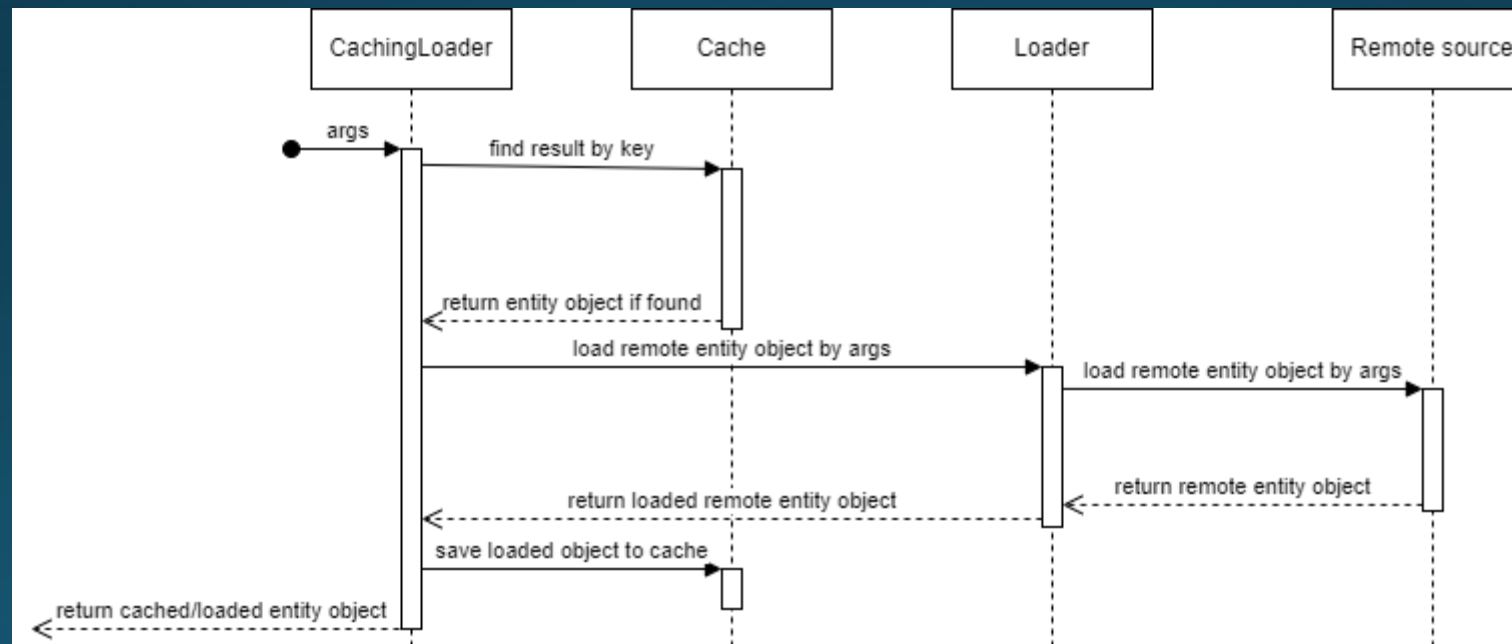 CachingLoader
Cache
Loader
Remote source
args
find result by key
return entity object if found
load remote entity object by args
load remote entity object by args
return remote entity object
return loaded remote entity object
save loaded object to cache
return cached/loaded entity object